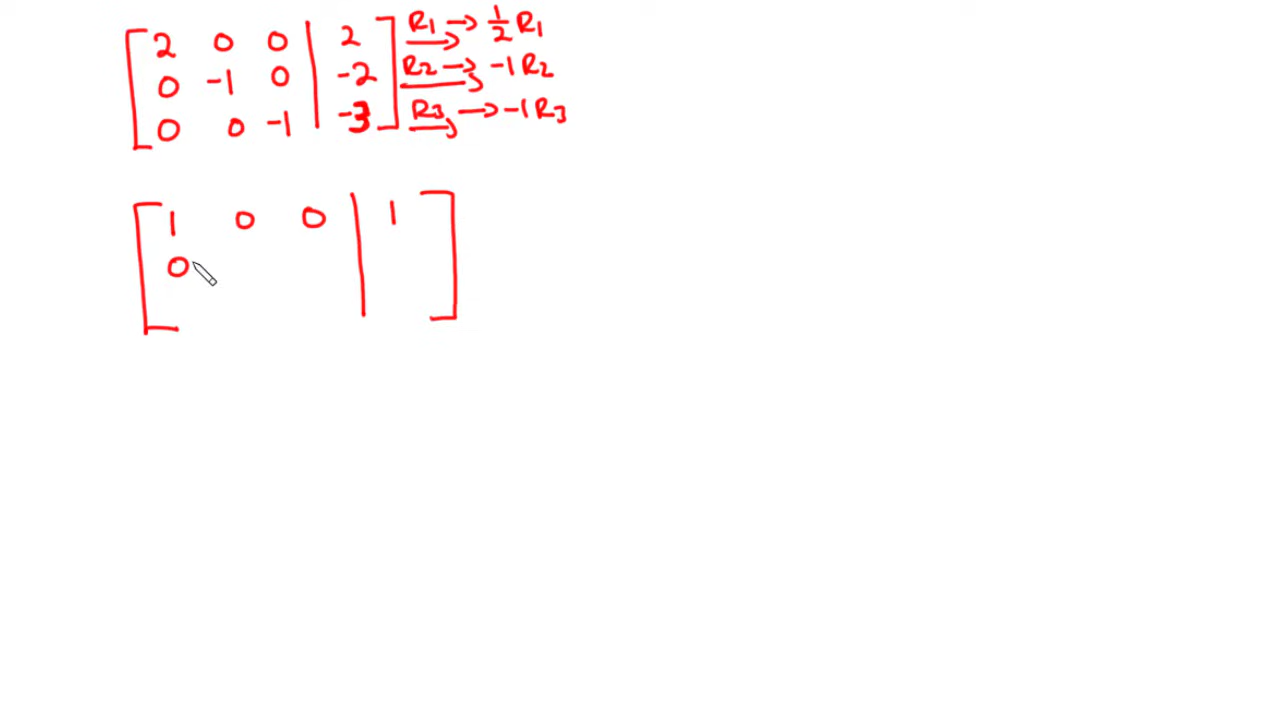 2 0 0 | 2 R1 → 1/2 R1
0 -1 0 | -2 R2 → -1 R2
0 0 -1 | -3 R3 → -1 R3
1 0 0 | 1
0